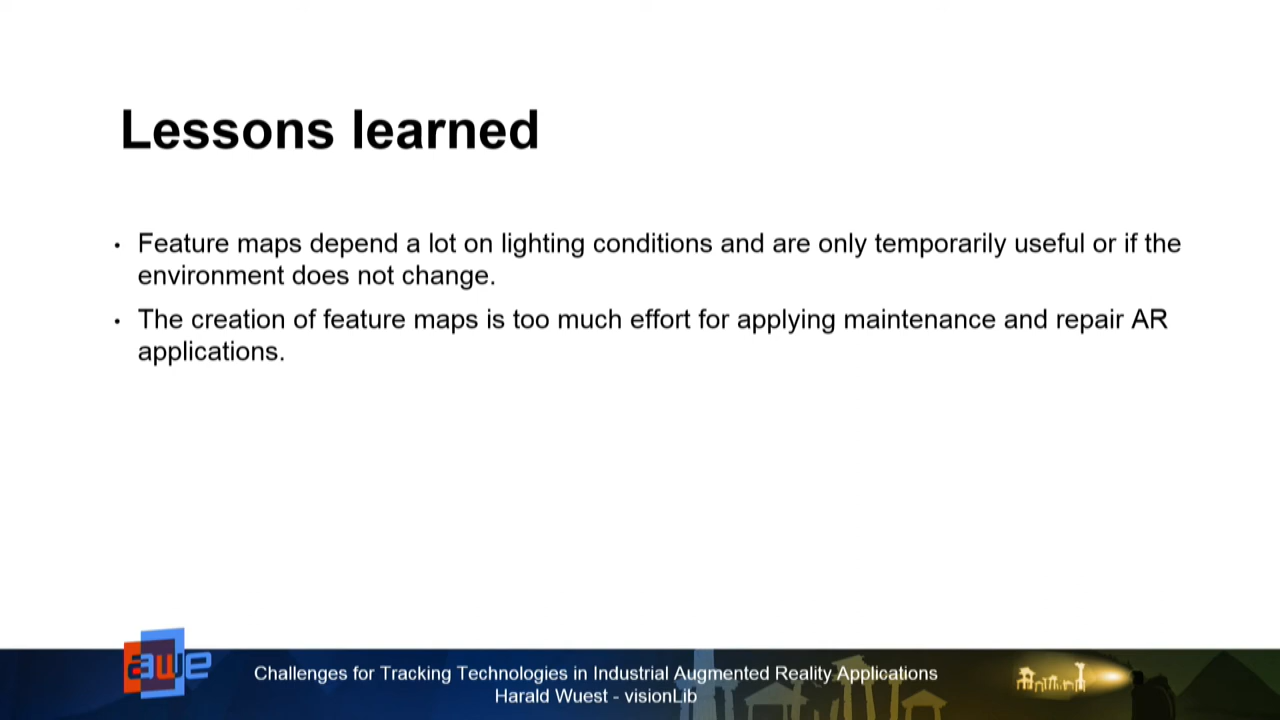 Lessons learned
• Feature maps depend a lot on lighting conditions and are only temporarily useful or if the
environment does not change.
• The creation of feature maps is too much effort for applying maintenance and repair AR
applications.
awe
Challenges for Tracking Technologies in Industrial Augmented Reality Applications
Harald Wuest - visionLib